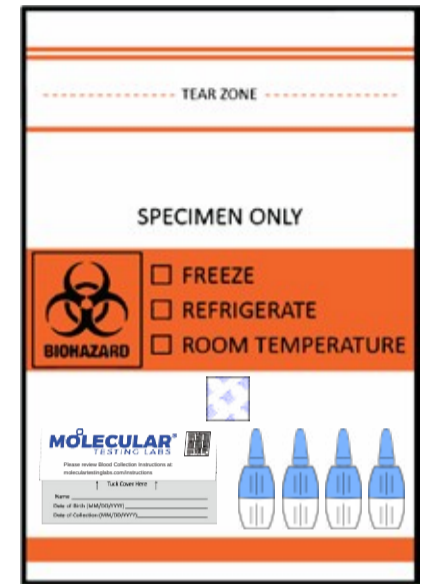 TEAR ZONE
SPECIMEN ONLY
FREEZE
REFRIGERATE
BIOHAZARD
ROOM TEMPERATURE
MOLECULAR
TESTING LABS
Please review Blood Collection Instructions at
moleculartestinglabs.com/instructions
Tuck Cover Here
Name
Date of Birth (MM/DD/YYYY)
Date of Collection (MM/DD/YYYY)